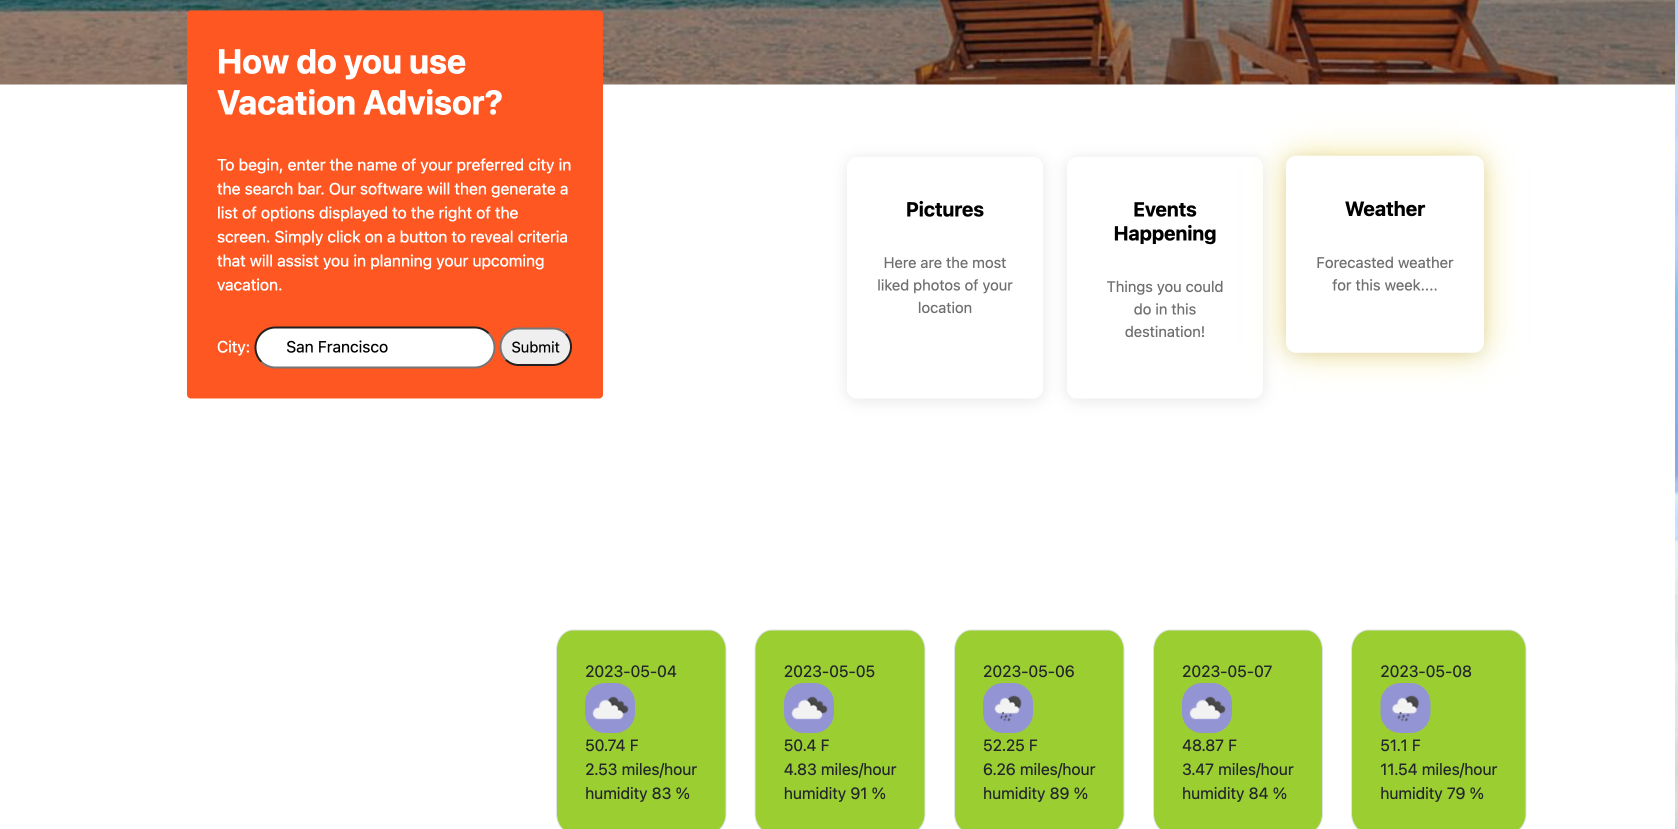 How do you use
Vacation Advisor?
To begin, enter the name of your preferred city in
the search bar. Our software will then generate a
list of options displayed to the right of the
screen. Simply click on a button to reveal criteria
that will assist you in planning your upcoming
vacation.
City: San Francisco Submit
Pictures
Here are the most
liked photos of your
location
Events
Happening
Things you could
do in this
destination!
Weather
Forecasted weather
for this week....
2023-05-04
50.74 F
2.53 miles/hour
humidity 83 %
2023-05-05
50.4 F
4.83 miles/hour
humidity 91 %
2023-05-06
52.25 F
6.26 miles/hour
humidity 89 %
2023-05-07
48.87 F
3.47 miles/hour
humidity 84 %
2023-05-08
51.1 F
11.54 miles/hour
humidity 79 %